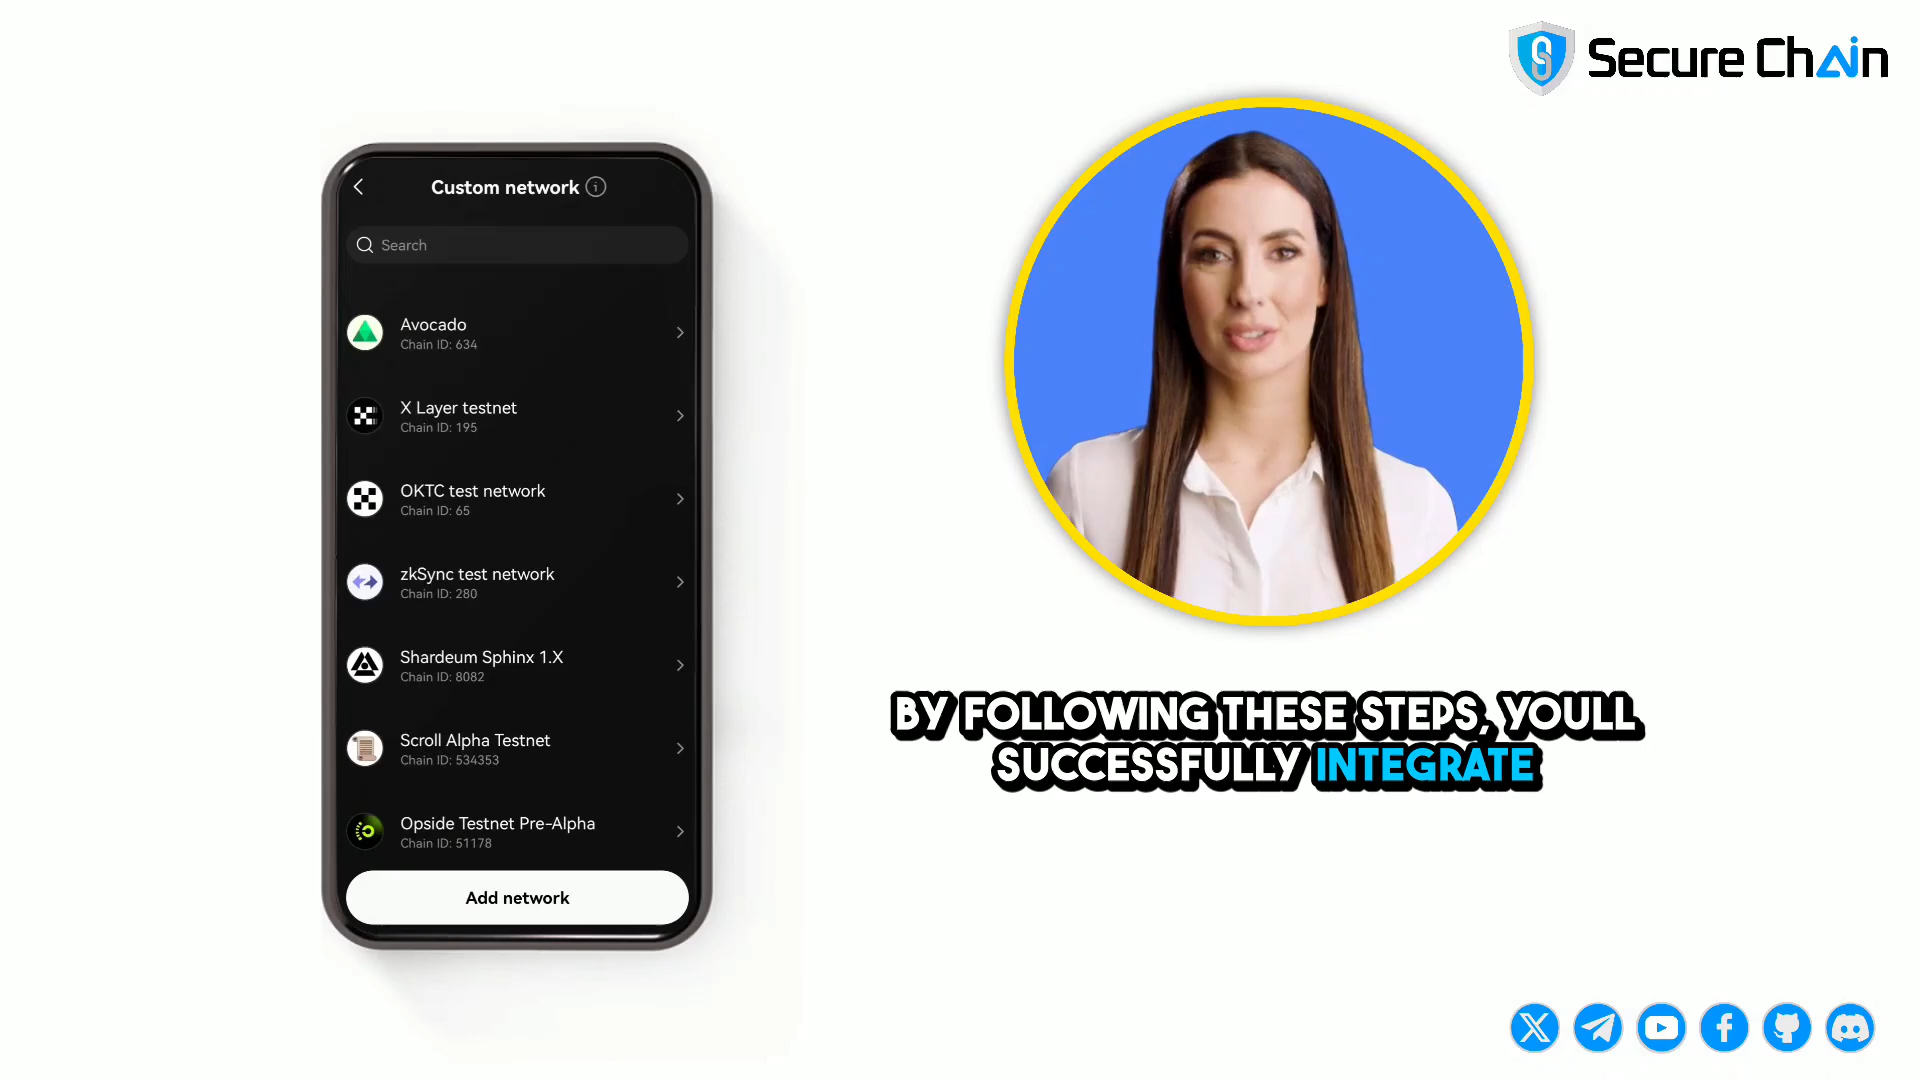 Secure Chain
Custom network
Search
Avocado
Chain ID: 634
X Layer testnet
Chain ID: 195
OKTC test network
Chain ID: 65
zkSync test network
Chain ID: 280
Shardeum Sphinx 1.X
Chain ID: 8082
Scroll Alpha Testnet
Chain ID: 534353
Opside Testnet Pre-Alpha
Chain ID: 51178
Add network
BY FOLLOWING THESE STEPS, YOULL
SUCCESSFULLY INTEGRATE